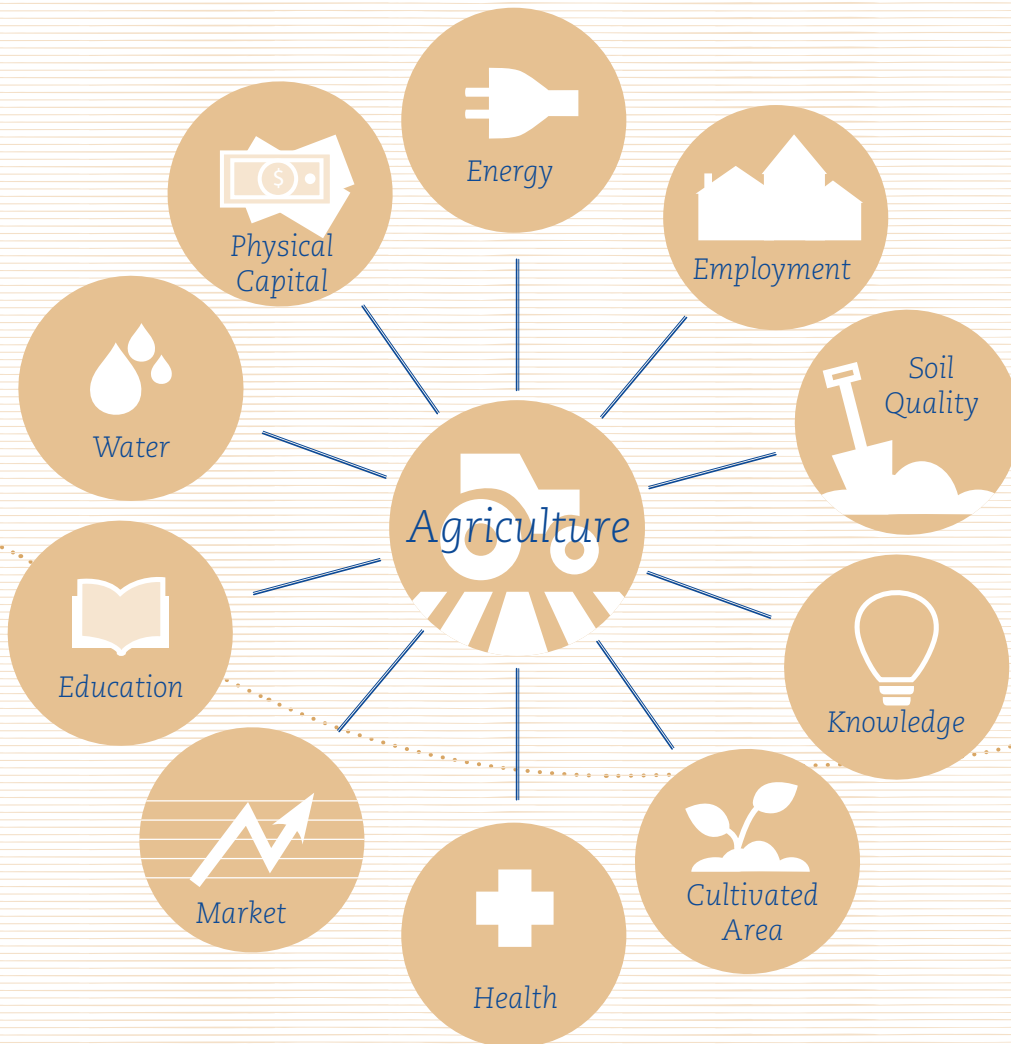 Energy
Physical
Capital
$
Employment
Water
Soil
Quality
Agriculture
Education
Knowledge
Market
Cultivated
Area
Health